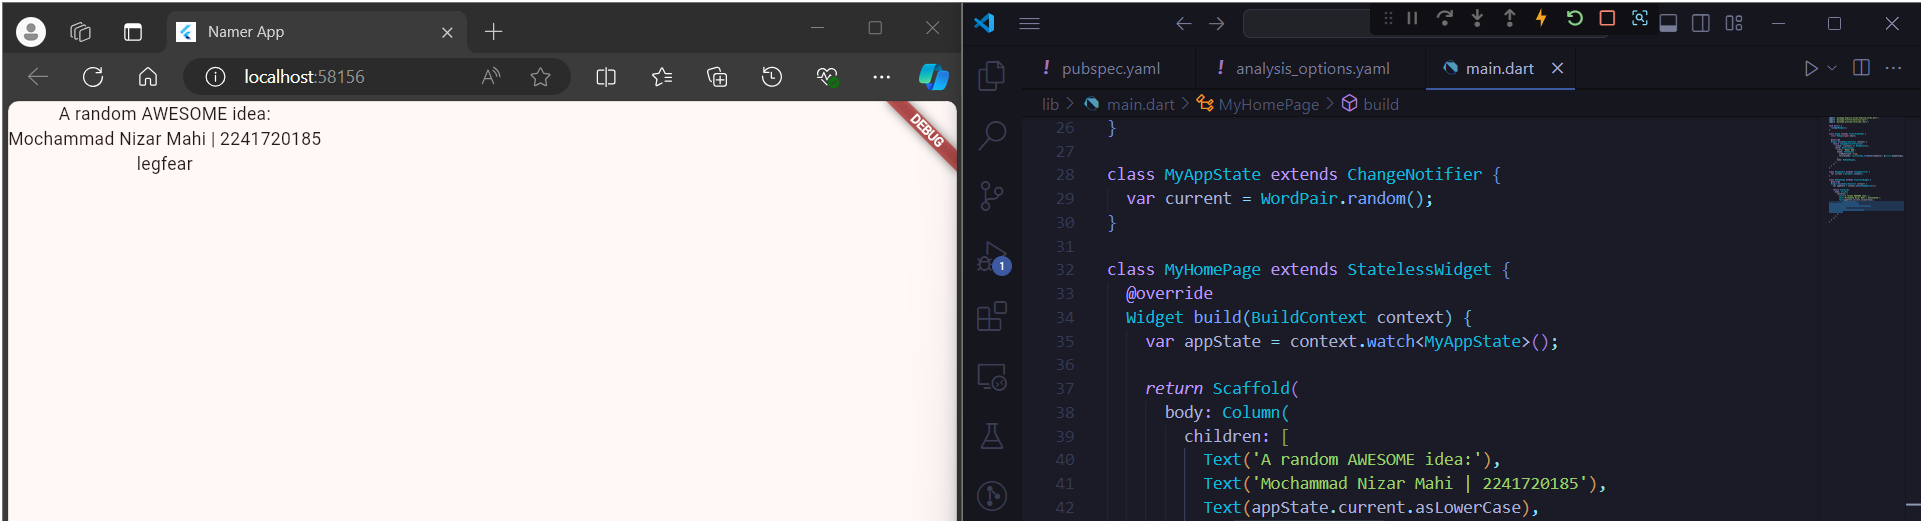 Namer App
localhost:58156
A random AWESOME idea:
Mochammad Nizar Mahi | 2241720185
legfear
DEBUG
pubspec.yaml
analysis_options.yaml
main.dart
lib > main.dart > MyHomePage > build
26 }
27
28 class MyAppState extends ChangeNotifier {
29 var current = WordPair.random();
30 }
31
32 class MyHomePage extends StatelessWidget {
33 @override
34 Widget build(BuildContext context) {
35 var appState = context.watch<MyAppState>();
36
37 return Scaffold(
38 body: Column(
39 children: [
40 Text('A random AWESOME idea:'),
41 Text('Mochammad Nizar Mahi | 2241720185'),
42 Text(appState.current.asLowerCase),
1